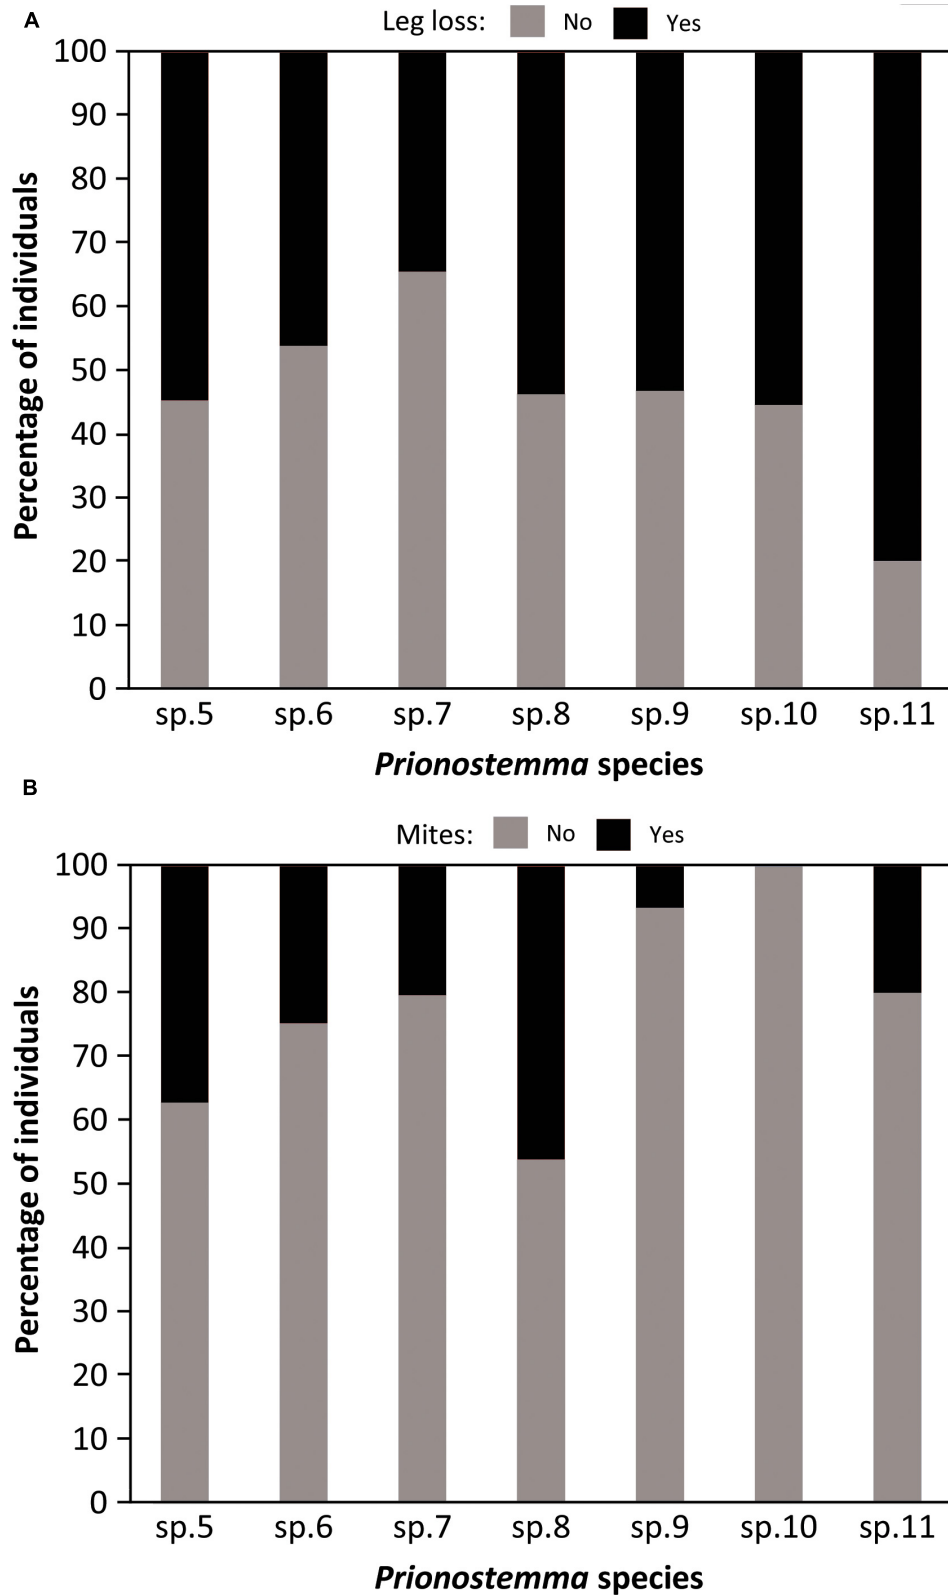 A
Leg loss: No Yes
100
90
80
70
60
50
40
30
20
10
0
Percentage of individuals
sp.5 sp.6 sp.7 sp.8 sp.9 sp.10 sp.11
Prionostemma species
B
Mites: No Yes
100
90
80
70
60
50
40
30
20
10
0
Percentage of individuals
sp.5 sp.6 sp.7 sp.8 sp.9 sp.10 sp.11
Prionostemma species